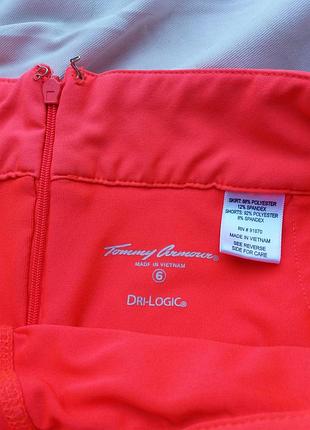 SKIRT: 88% POLYESTER
12% SPANDEX
SHORTS: 92% POLYESTER
8% SPANDEX
RN # 91870
MADE IN VIETNAM
SEE REVERSE
SIDE FOR CARE
Tommy Armour®
MADE IN VIETNAM
6
DRI-LOGIC®